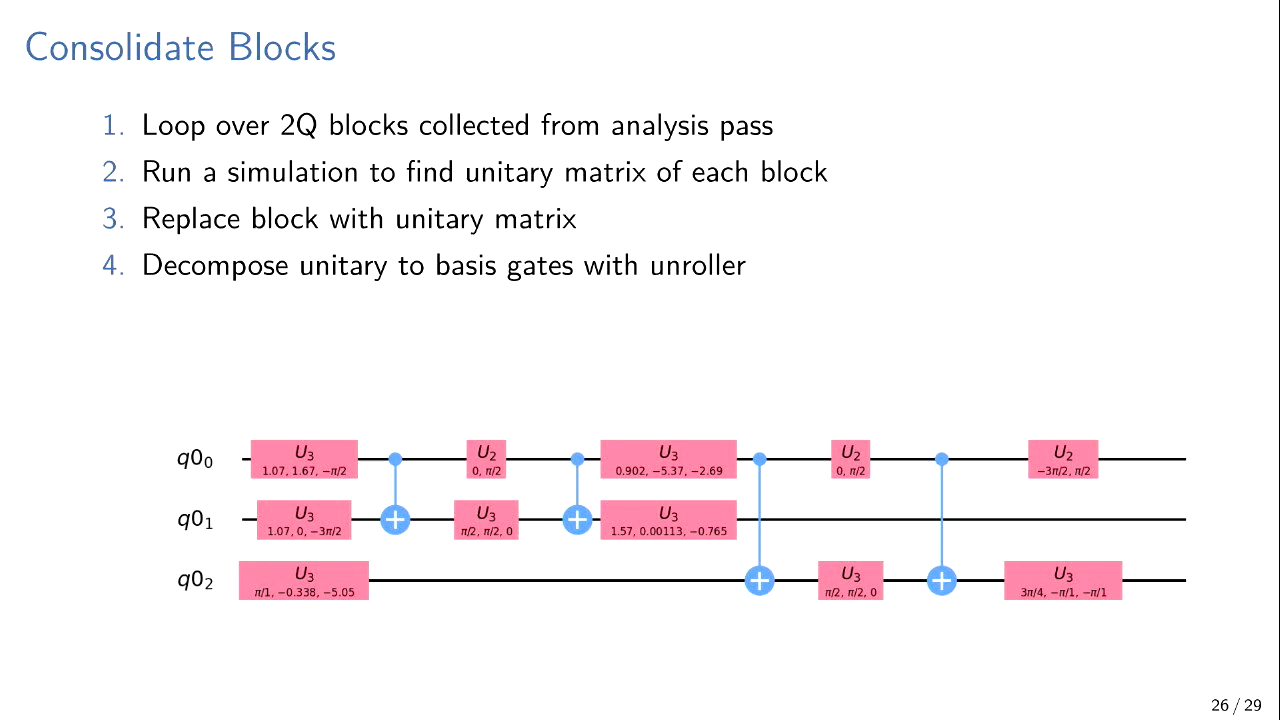 Consolidate Blocks
1. Loop over 2Q blocks collected from analysis pass
2. Run a simulation to find unitary matrix of each block
3. Replace block with unitary matrix
4. Decompose unitary to basis gates with unroller
q0₀ U₃ U₂ U₃ U₂ U₂
1.07, 1.67, −π/2 0, π/2 0.902, −5.37, −2.69 0, π/2 −3π/2, π/2
q0₁ U₃ U₃ U₃
1.07, 0, −3π/2 π/2, π/2, 0 1.57, 0.00113, −0.765
q0₂ U₃ U₃ U₃
π/1, −0.338, −5.05 π/2, π/2, 0 3π/4, −π/1, −π/1
26 / 29